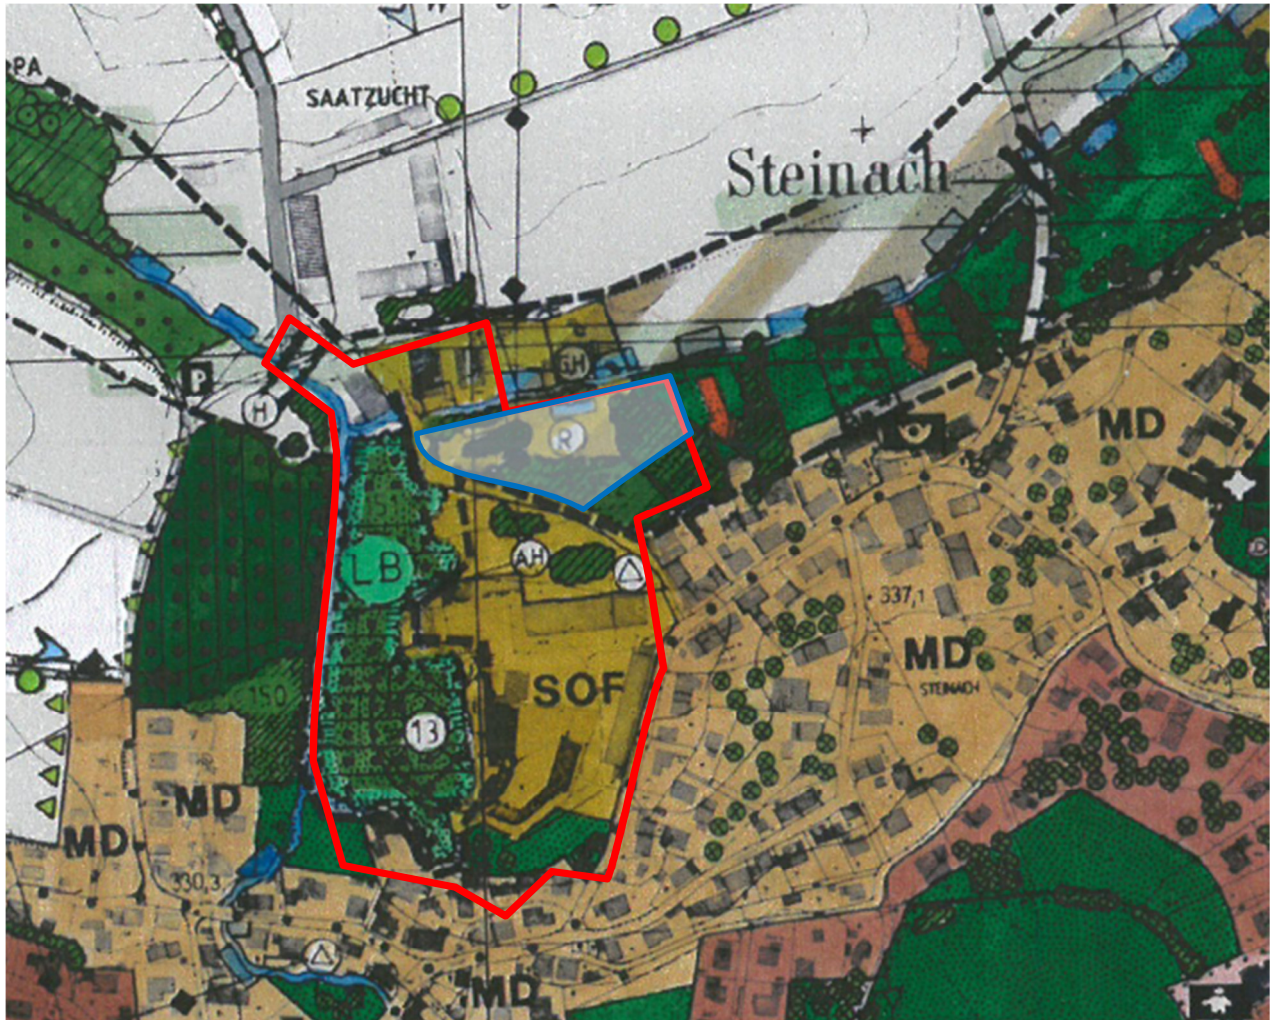 PA
SAATZUCHT
Steinach
P
H
GH
R
MD
LB
AH
337,1
MD
STEINACH
SOF
150
13
MD
MD
330,3
MD